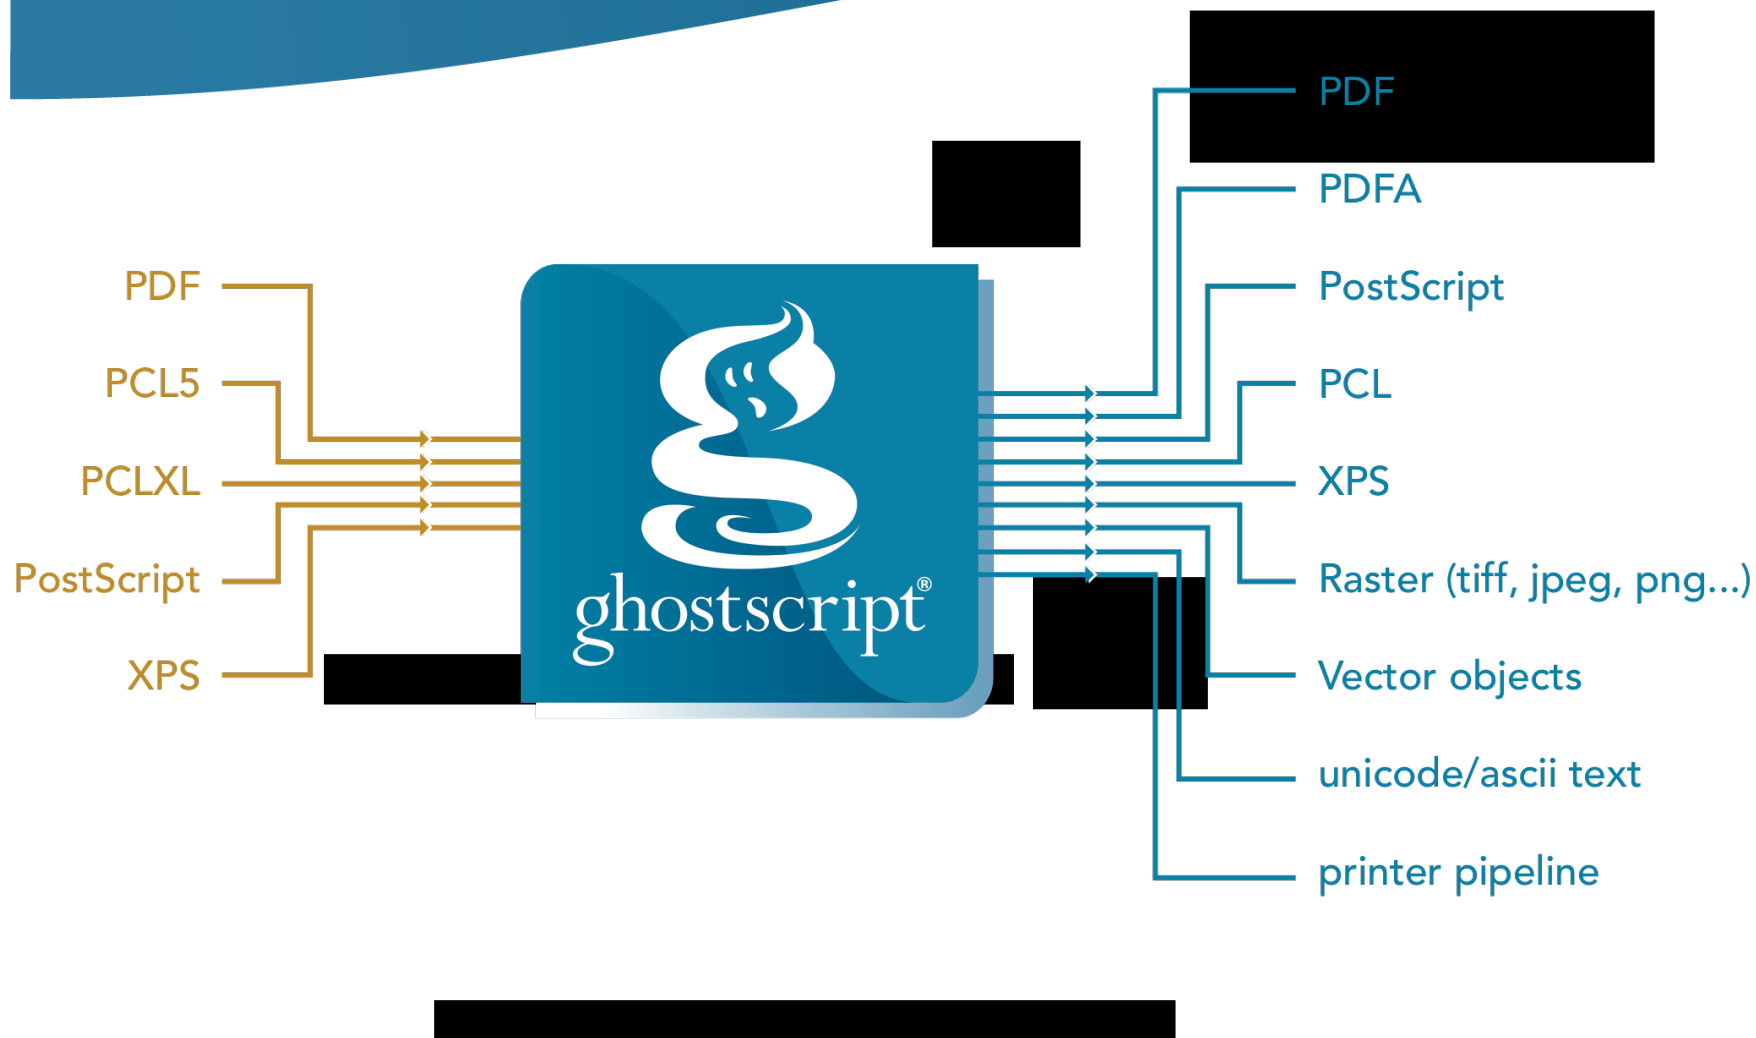 PDF
PCL5
PCLXL
PostScript
XPS
ghostscript®
PDF
PDFA
PostScript
PCL
XPS
Raster (tiff, jpeg, png...)
Vector objects
unicode/ascii text
printer pipeline